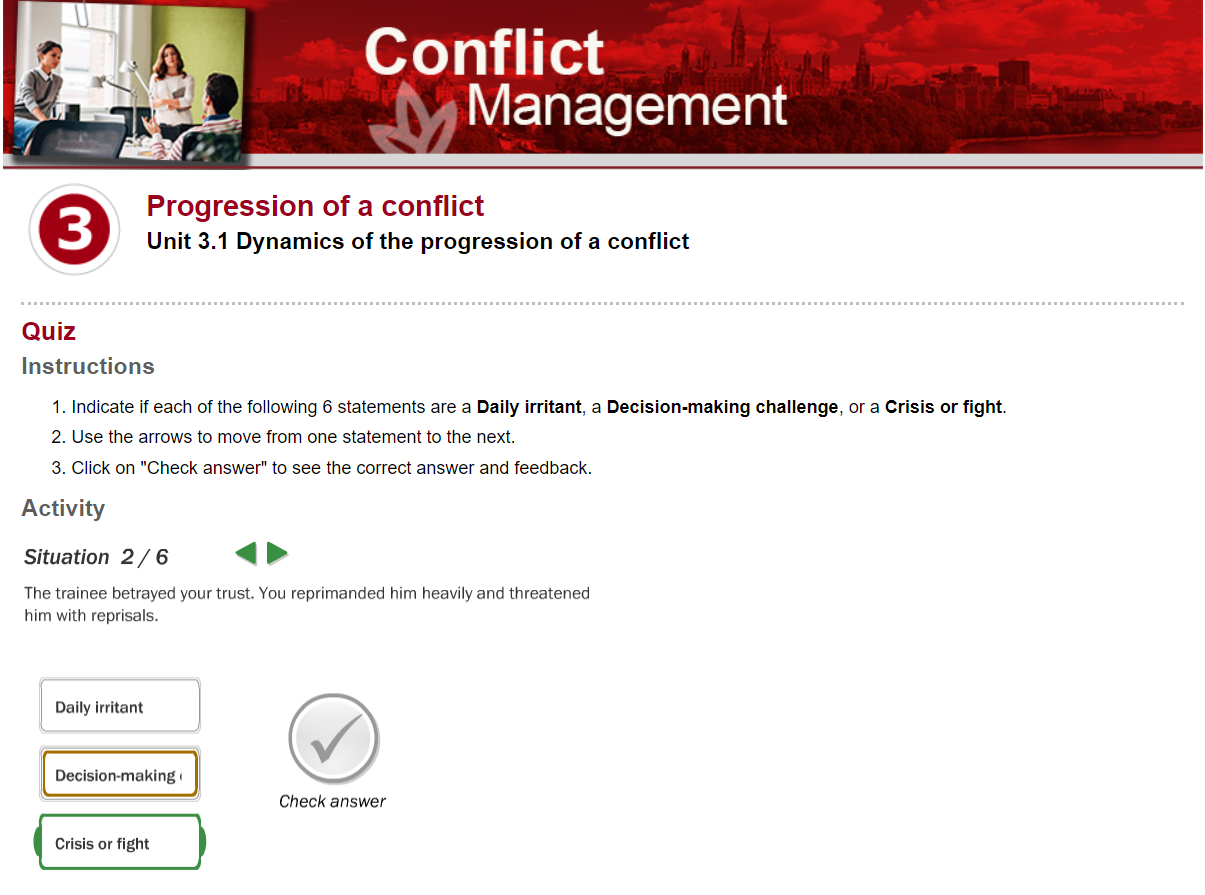 Conflict
Management
3
Progression of a conflict
Unit 3.1 Dynamics of the progression of a conflict
Quiz
Instructions
1. Indicate if each of the following 6 statements are a Daily irritant, a Decision-making challenge, or a Crisis or fight.
2. Use the arrows to move from one statement to the next.
3. Click on "Check answer" to see the correct answer and feedback.
Activity
Situation 2 / 6
The trainee betrayed your trust. You reprimanded him heavily and threatened
him with reprisals.
Daily irritant
Decision-making
Check answer
Crisis or fight